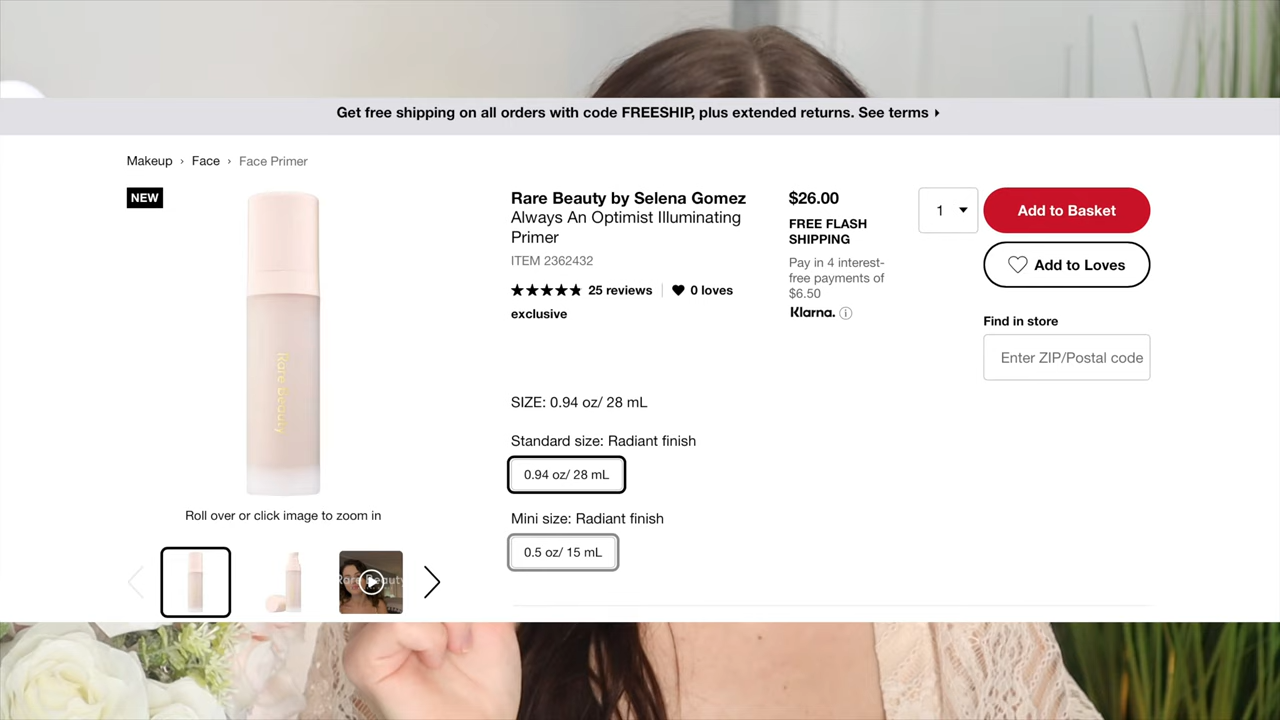 Get free shipping on all orders with code FREESHIP, plus extended returns. See terms
Makeup › Face › Face Primer
NEW
Rare Beauty
Roll over or click image to zoom in
Rare Beauty
Rare Beauty by Selena Gomez
Always An Optimist Illuminating
Primer
ITEM 2362432
25 reviews
0 loves
exclusive
$26.00
FREE FLASH
SHIPPING
Pay in 4 interest-
free payments of
$6.50
Klarna.
1
Add to Basket
Add to Loves
Find in store
Enter ZIP/Postal code
SIZE: 0.94 oz/ 28 mL
Standard size: Radiant finish
0.94 oz/ 28 mL
Mini size: Radiant finish
0.5 oz/ 15 mL